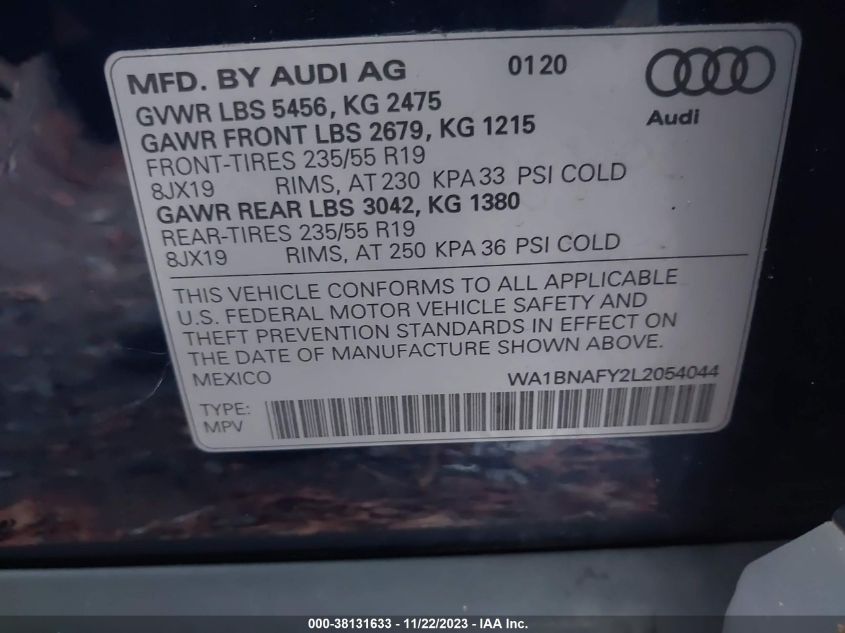 MFD. BY AUDI AG 0120
GVWR LBS 5456, KG 2475
GAWR FRONT LBS 2679, KG 1215
Audi
FRONT-TIRES 235/55 R19
8JX19 RIMS, AT 230 KPA 33 PSI COLD
GAWR REAR LBS 3042, KG 1380
REAR-TIRES 235/55 R19
8JX19 RIMS, AT 250 KPA 36 PSI COLD
THIS VEHICLE CONFORMS TO ALL APPLICABLE
U.S. FEDERAL MOTOR VEHICLE SAFETY AND
THEFT PREVENTION STANDARDS IN EFFECT ON
THE DATE OF MANUFACTURE SHOWN ABOVE.
MEXICO WA1BNAFY2L2054044
TYPE:
MPV
000-38131633 - 11/22/2023 - IAA Inc.